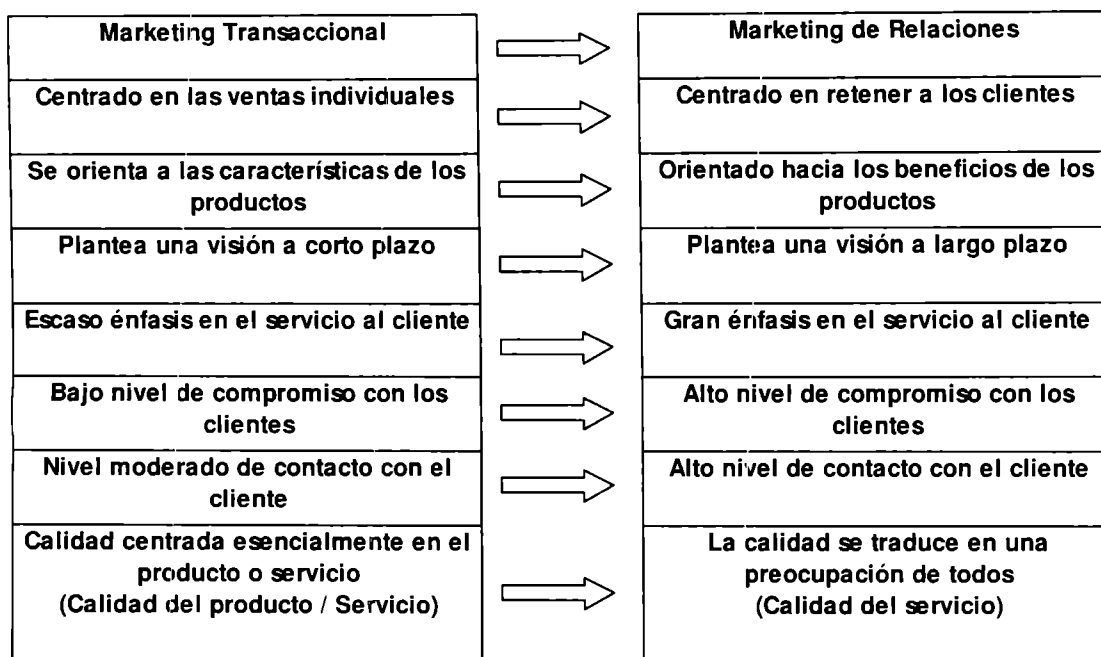 Marketing Transaccional
Marketing de Relaciones
Centrado en las ventas individuales
Centrado en retener a los clientes
Se orienta a las características de los
productos
Orientado hacia los beneficios de los
productos
Plantea una visión a corto plazo
Plantea una visión a largo plazo
Escaso énfasis en el servicio al cliente
Gran énfasis en el servicio al cliente
Bajo nivel de compromiso con los
clientes
Alto nivel de compromiso con los
clientes
Nivel moderado de contacto con el
cliente
Alto nivel de contacto con el cliente
Calidad centrada esencialmente en el
producto o servicio
(Calidad del producto / Servicio)
La calidad se traduce en una
preocupación de todos
(Calidad del servicio)